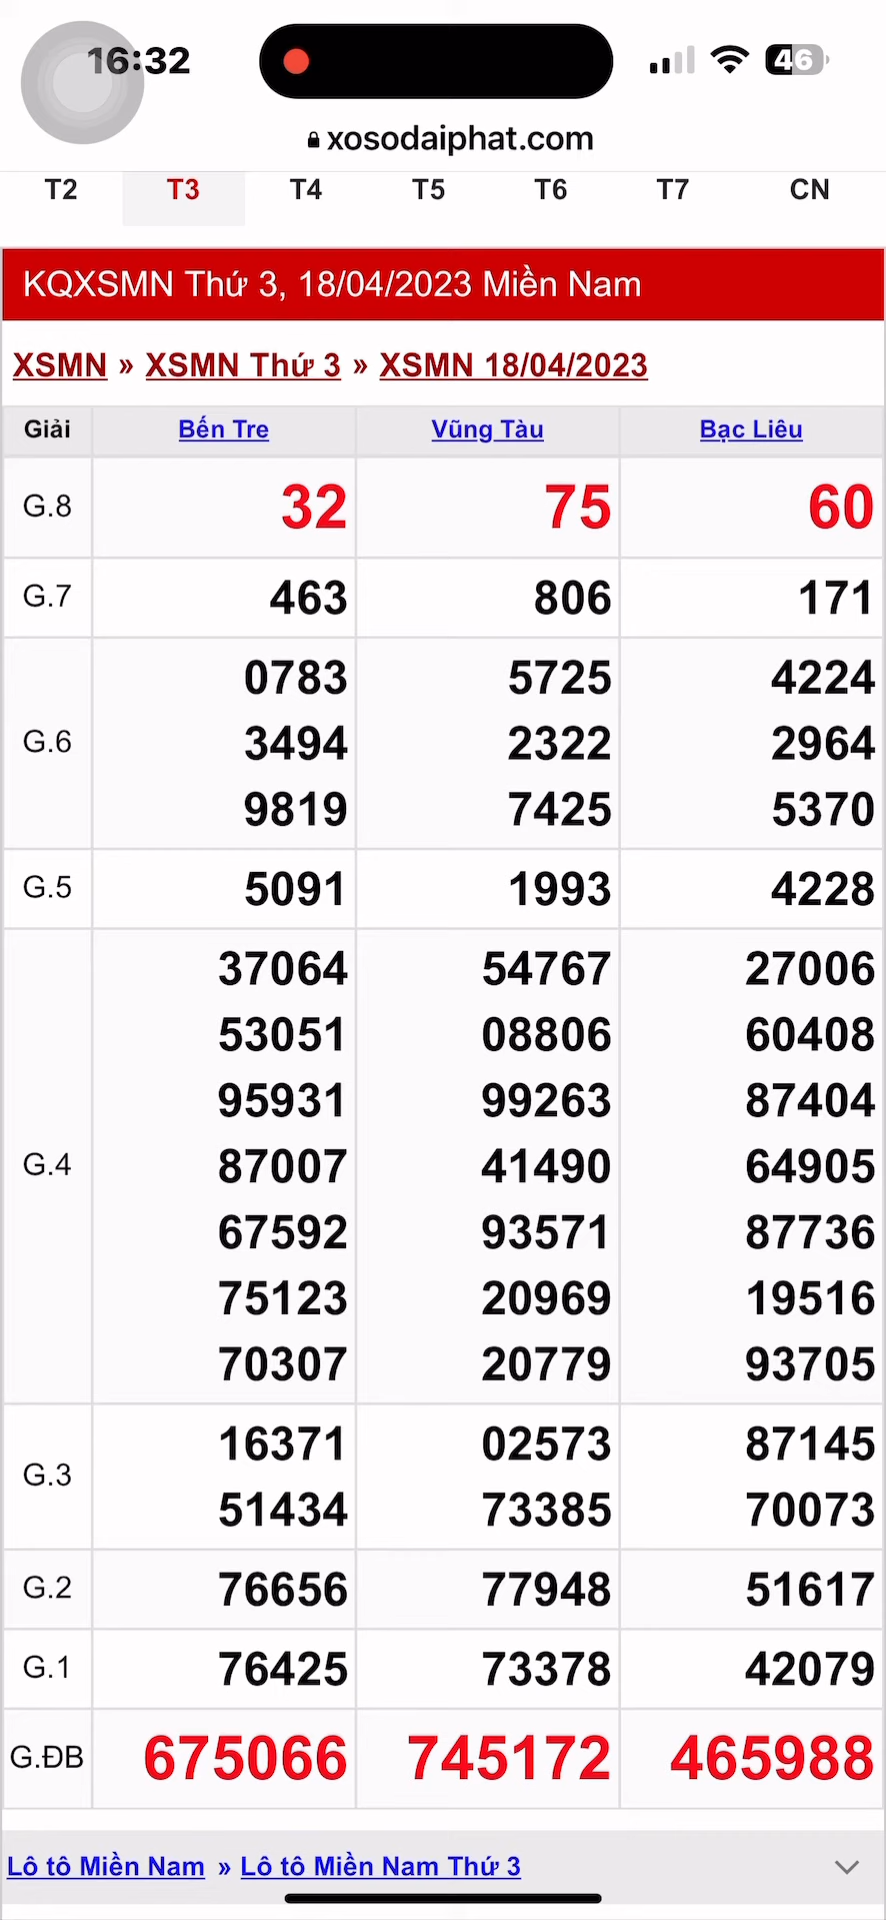 16:32
46
xosodaiphat.com
T2 T3 T4 T5 T6 T7 CN
KQXSMN Thứ 3, 18/04/2023 Miền Nam
XSMN » XSMN Thứ 3 » XSMN 18/04/2023
Giải Bến Tre Vũng Tàu Bạc Liêu
G.8 32 75 60
G.7 463 806 171
0783 5725 4224
G.6 3494 2322 2964
9819 7425 5370
G.5 5091 1993 4228
37064 54767 27006
53051 08806 60408
95931 99263 87404
G.4 87007 41490 64905
67592 93571 87736
75123 20969 19516
70307 20779 93705
G.3 16371 02573 87145
51434 73385 70073
G.2 76656 77948 51617
G.1 76425 73378 42079
G.ĐB 675066 745172 465988
Lô tô Miền Nam » Lô tô Miền Nam Thứ 3